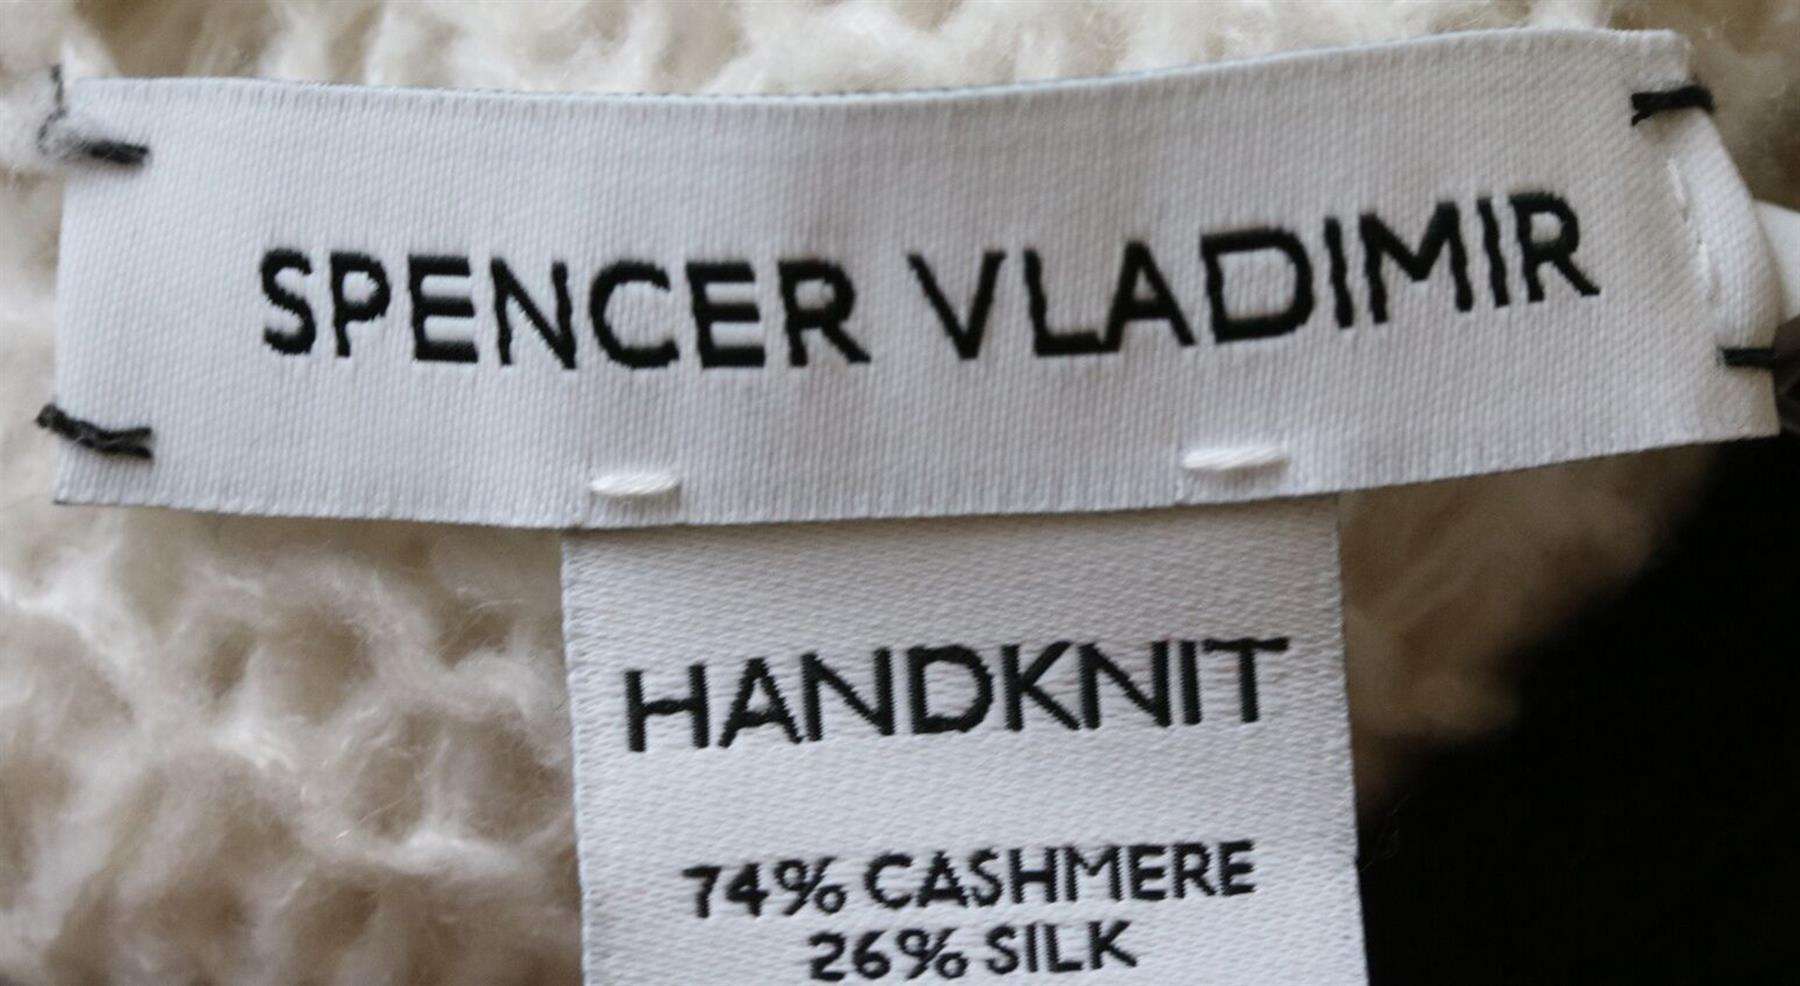 SPENCER VLADIMIR
HANDKNIT
74% CASHMERE
26% SILK